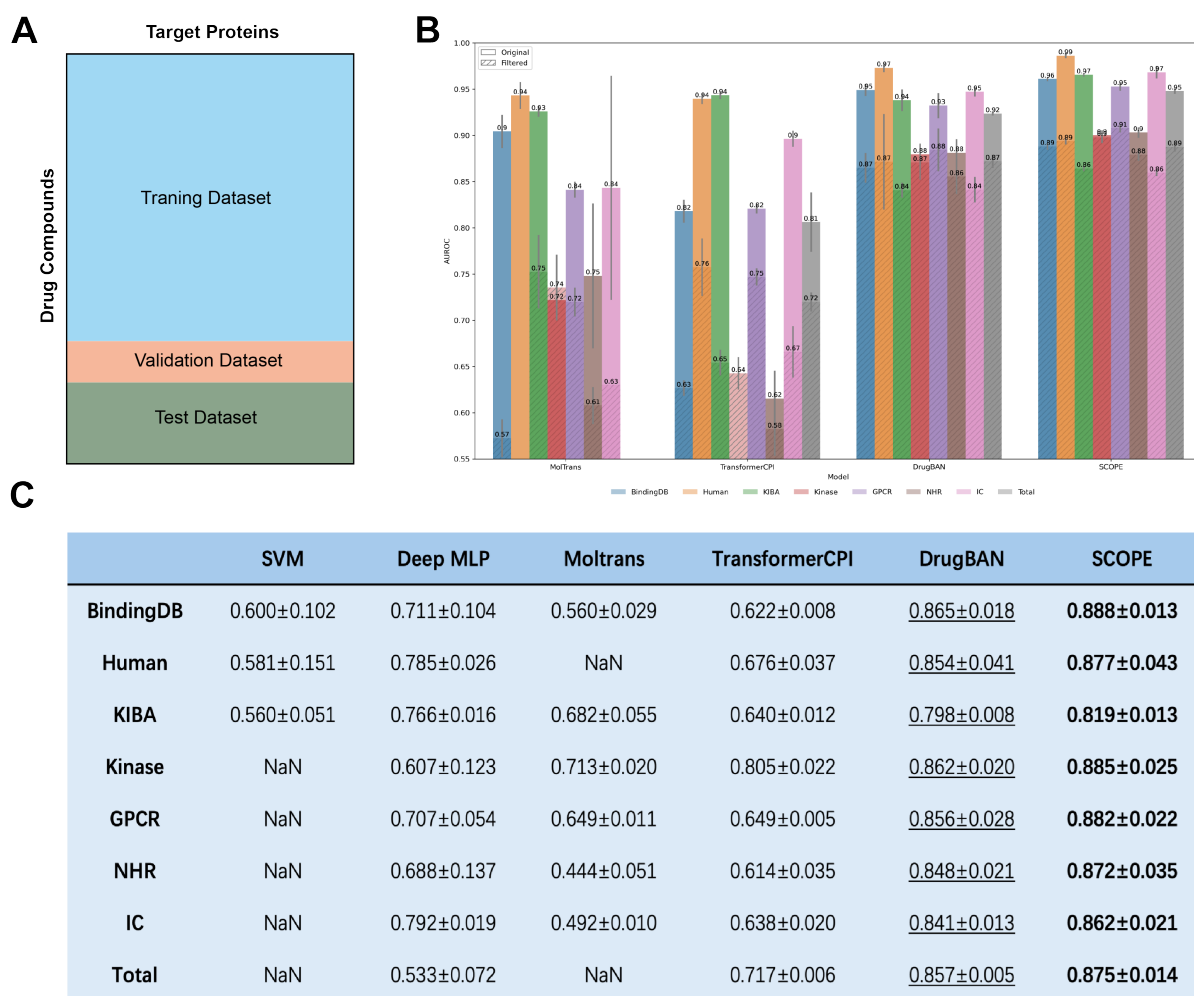 A
Target Proteins
Drug Compounds
Traning Dataset
Validation Dataset
Test Dataset
B
Original
Filtered
AUROC
1.00
0.95
0.90
0.85
0.80
0.75
0.70
0.65
0.60
0.55
0.9 0.94 0.93 0.74 0.84 0.75 0.84
0.57 0.75 0.72 0.72 0.61 0.63
0.82 0.94 0.94 0.64 0.82 0.62 0.9 0.81
0.63 0.76 0.65 0.75 0.58 0.67 0.72
0.95 0.97 0.94 0.88 0.93 0.88 0.95 0.92
0.87 0.87 0.84 0.87 0.88 0.86 0.84 0.87
0.96 0.99 0.97 0.95 0.9 0.97 0.95
0.89 0.89 0.86 0.91 0.88 0.86 0.89
MolTrans TransformerCPI DrugBAN SCOPE
Model
BindingDB Human KIBA Kinase GPCR NHR IC Total
C
SVM Deep MLP Moltrans TransformerCPI DrugBAN SCOPE
BindingDB 0.600±0.102 0.711±0.104 0.560±0.029 0.622±0.008 0.865±0.018 0.888±0.013
Human 0.581±0.151 0.785±0.026 NaN 0.676±0.037 0.854±0.041 0.877±0.043
KIBA 0.560±0.051 0.766±0.016 0.682±0.055 0.640±0.012 0.798±0.008 0.819±0.013
Kinase NaN 0.607±0.123 0.713±0.020 0.805±0.022 0.862±0.020 0.885±0.025
GPCR NaN 0.707±0.054 0.649±0.011 0.649±0.005 0.856±0.028 0.882±0.022
NHR NaN 0.688±0.137 0.444±0.051 0.614±0.035 0.848±0.021 0.872±0.035
IC NaN 0.792±0.019 0.492±0.010 0.638±0.020 0.841±0.013 0.862±0.021
Total NaN 0.533±0.072 NaN 0.717±0.006 0.857±0.005 0.875±0.014